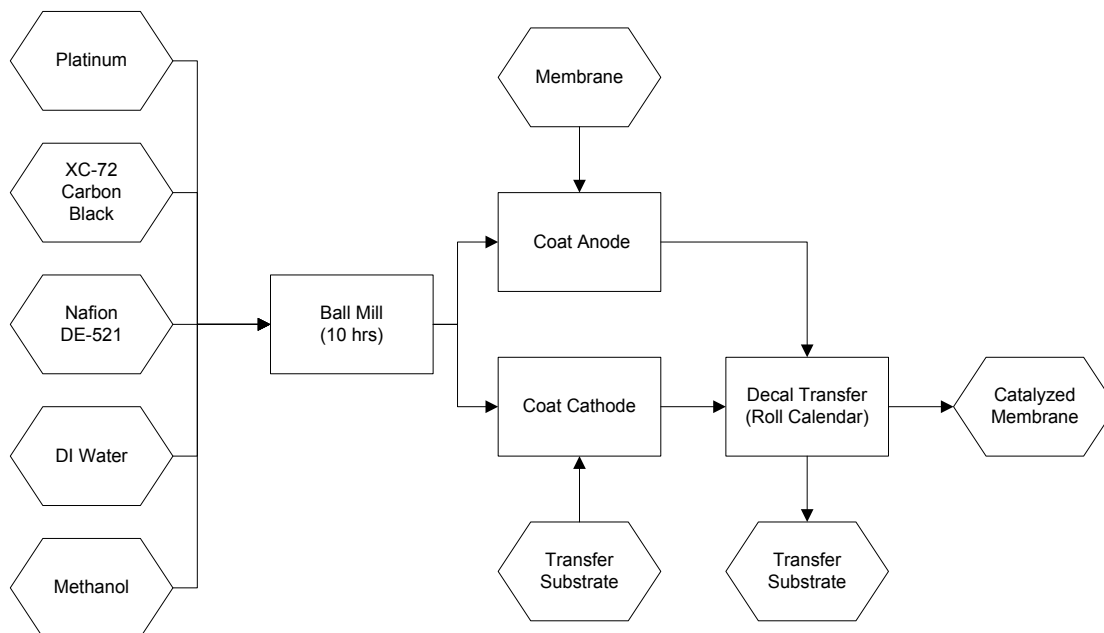 Platinum
XC-72
Carbon
Black
Nafion
DE-521
DI Water
Methanol
Ball Mill
(10 hrs)
Membrane
Coat Anode
Coat Cathode
Transfer
Substrate
Decal Transfer
(Roll Calendar)
Transfer
Substrate
Catalyzed
Membrane